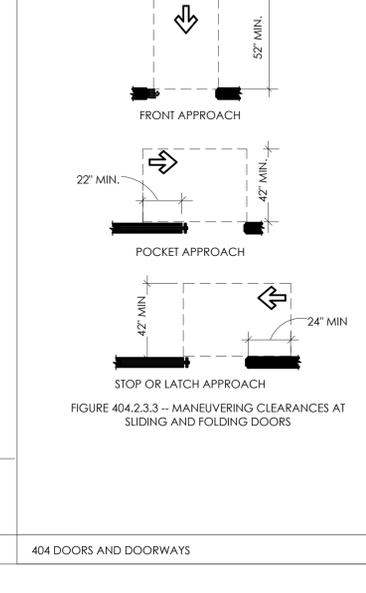 52" MIN.
FRONT APPROACH
22" MIN.
42" MIN.
POCKET APPROACH
42" MIN
24" MIN
STOP OR LATCH APPROACH
FIGURE 404.2.3.3 -- MANEUVERING CLEARANCES AT
SLIDING AND FOLDING DOORS
404 DOORS AND DOORWAYS